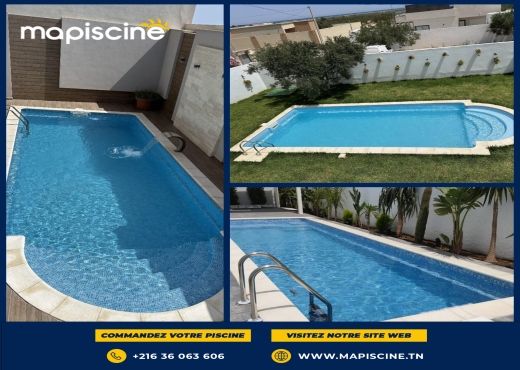 mapiscine
COMMANDEZ VOTRE PISCINE
VISITEZ NOTRE SITE WEB
+216 36 063 606
WWW.MAPISCINE.TN